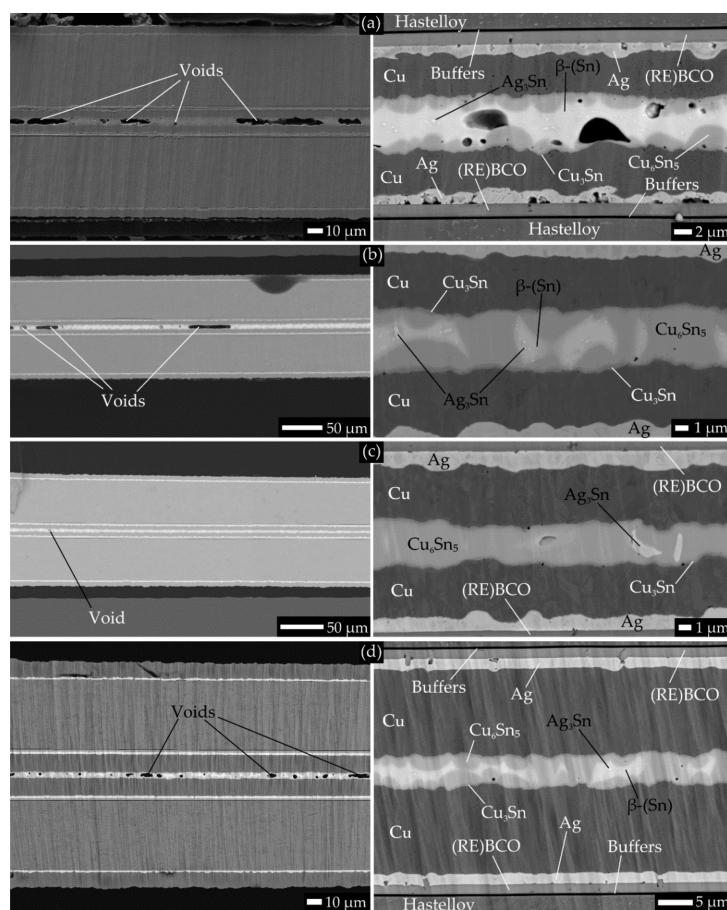 (a)
Voids
10 μm
Hastelloy
Buffers
(RE)BCO
Cu
Ag
Ag₃Sn
β-(Sn)
Cu₆Sn₅
Cu₃Sn
Cu
Ag
(RE)BCO
Buffers
Hastelloy
2 μm
(b)
Voids
50 μm
Ag
Cu
Cu₃Sn
β-(Sn)
Cu₆Sn₅
Ag₃Sn
Cu₃Sn
Cu
Ag
1 μm
(c)
Void
50 μm
Ag
(RE)BCO
Cu
Ag₃Sn
Cu₆Sn₅
Cu₃Sn
Cu
(RE)BCO
Ag
1 μm
(d)
Voids
10 μm
Buffers
Ag
(RE)BCO
Cu
Cu₆Sn₅
Ag₃Sn
Cu₃Sn
β-(Sn)
Cu
Ag
(RE)BCO
Buffers
Hastelloy
5 μm